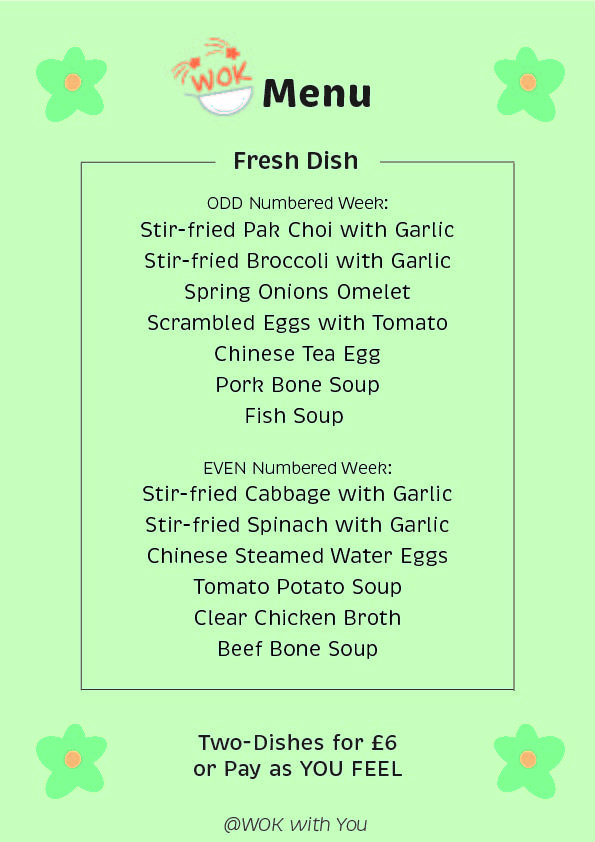 WOK
Menu
Fresh Dish
ODD Numbered Week:
Stir-fried Pak Choi with Garlic
Stir-fried Broccoli with Garlic
Spring Onions Omelet
Scrambled Eggs with Tomato
Chinese Tea Egg
Pork Bone Soup
Fish Soup
EVEN Numbered Week:
Stir-fried Cabbage with Garlic
Stir-fried Spinach with Garlic
Chinese Steamed Water Eggs
Tomato Potato Soup
Clear Chicken Broth
Beef Bone Soup
Two-Dishes for £6
or Pay as YOU FEEL
@WOK with You